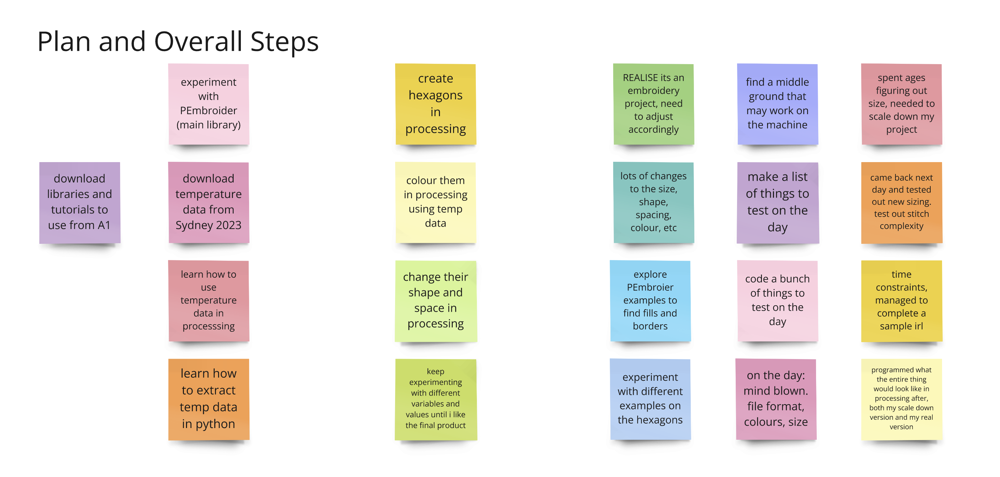 Plan and Overall Steps
download
libraries and
tutorials to
use from A1
experiment
with
PEmbroider
(main library)
download
temperature
data from
Sydney 2023
learn how to
use
temperature
data in
processsing
learn how
to extract
temp data
in python
create
hexagons
in
processing
colour them
in processing
using temp
data
change their
shape and
space in
processing
keep
experimenting
with different
variables and
values until i like
the final product
REALISE its an
embroidery
project, need
to adjust
accordingly
lots of changes
to the size,
shape,
spacing,
colour, etc
explore
PEmbroier
examples to
find fills and
borders
experiment
with different
examples on
the hexagons
find a middle
ground that
may work on
the machine
make a list
of things to
test on the
day
code a bunch
of things to
test on the
day
on the day:
mind blown.
file format,
colours, size
spent ages
figuring out
size, needed to
scale down my
project
came back next
day and tested
out new sizing.
test out stitch
complexity
time
constraints,
managed to
complete a
sample irl
programmed what
the entire thing
would look like in
processing after,
both my scale down
version and my real
version